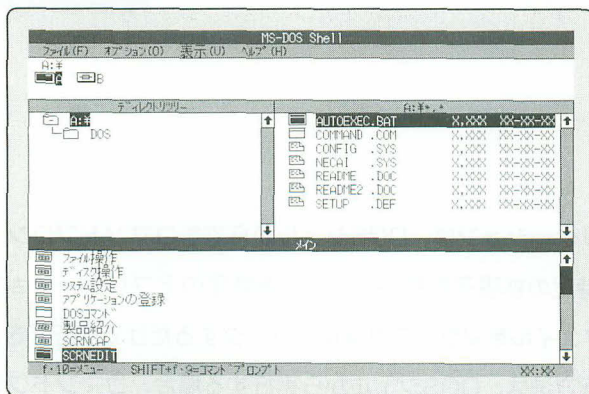 MS-DOS Shell
ファイル(F) オプション(O) 表示(U) ヘルプ(H)
A:¥
A B
ディレクトリツリー
A:¥
DOS
A:¥*.*
AUTOEXEC.BAT X,XXX XX-XX-XX
COMMAND .COM X,XXX XX-XX-XX
CONFIG .SYS X,XXX XX-XX-XX
NECAI .SYS X,XXX XX-XX-XX
README .DOC X,XXX XX-XX-XX
README2 .DOC X,XXX XX-XX-XX
SETUP .DEF X,XXX XX-XX-XX
メイン
ファイル操作
ディスク操作
システム設定
アプリケーションの登録
DOSコマンド
製品紹介
SCRNCAP
SCRNEDIT
f・10=メニュー SHIFT+f・9=コマンドプロンプト XX:XX